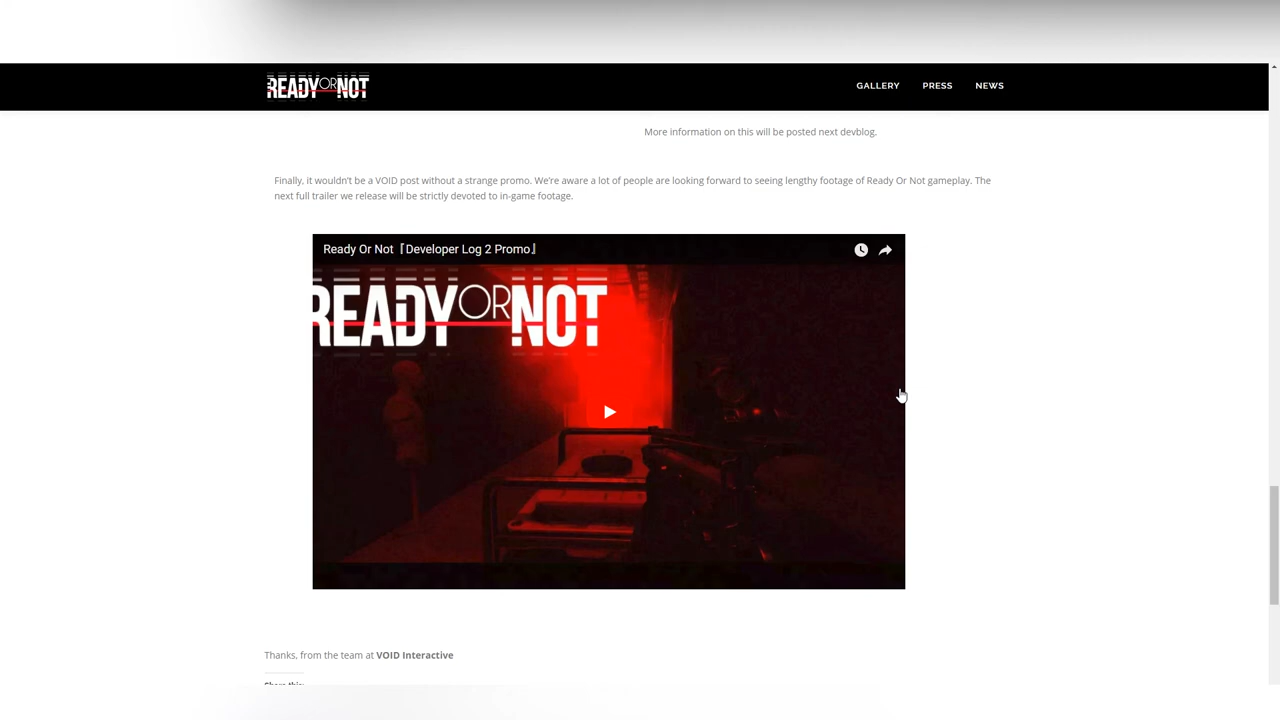 READY OR NOT
GALLERY PRESS NEWS
More information on this will be posted next devblog.
Finally, it wouldn't be a VOID post without a strange promo. We're aware a lot of people are looking forward to seeing lengthy footage of Ready Or Not gameplay. The
next full trailer we release will be strictly devoted to in-game footage.
Ready Or Not『Developer Log 2 Promo』
READY OR NOT
Thanks, from the team at VOID Interactive
Share this: